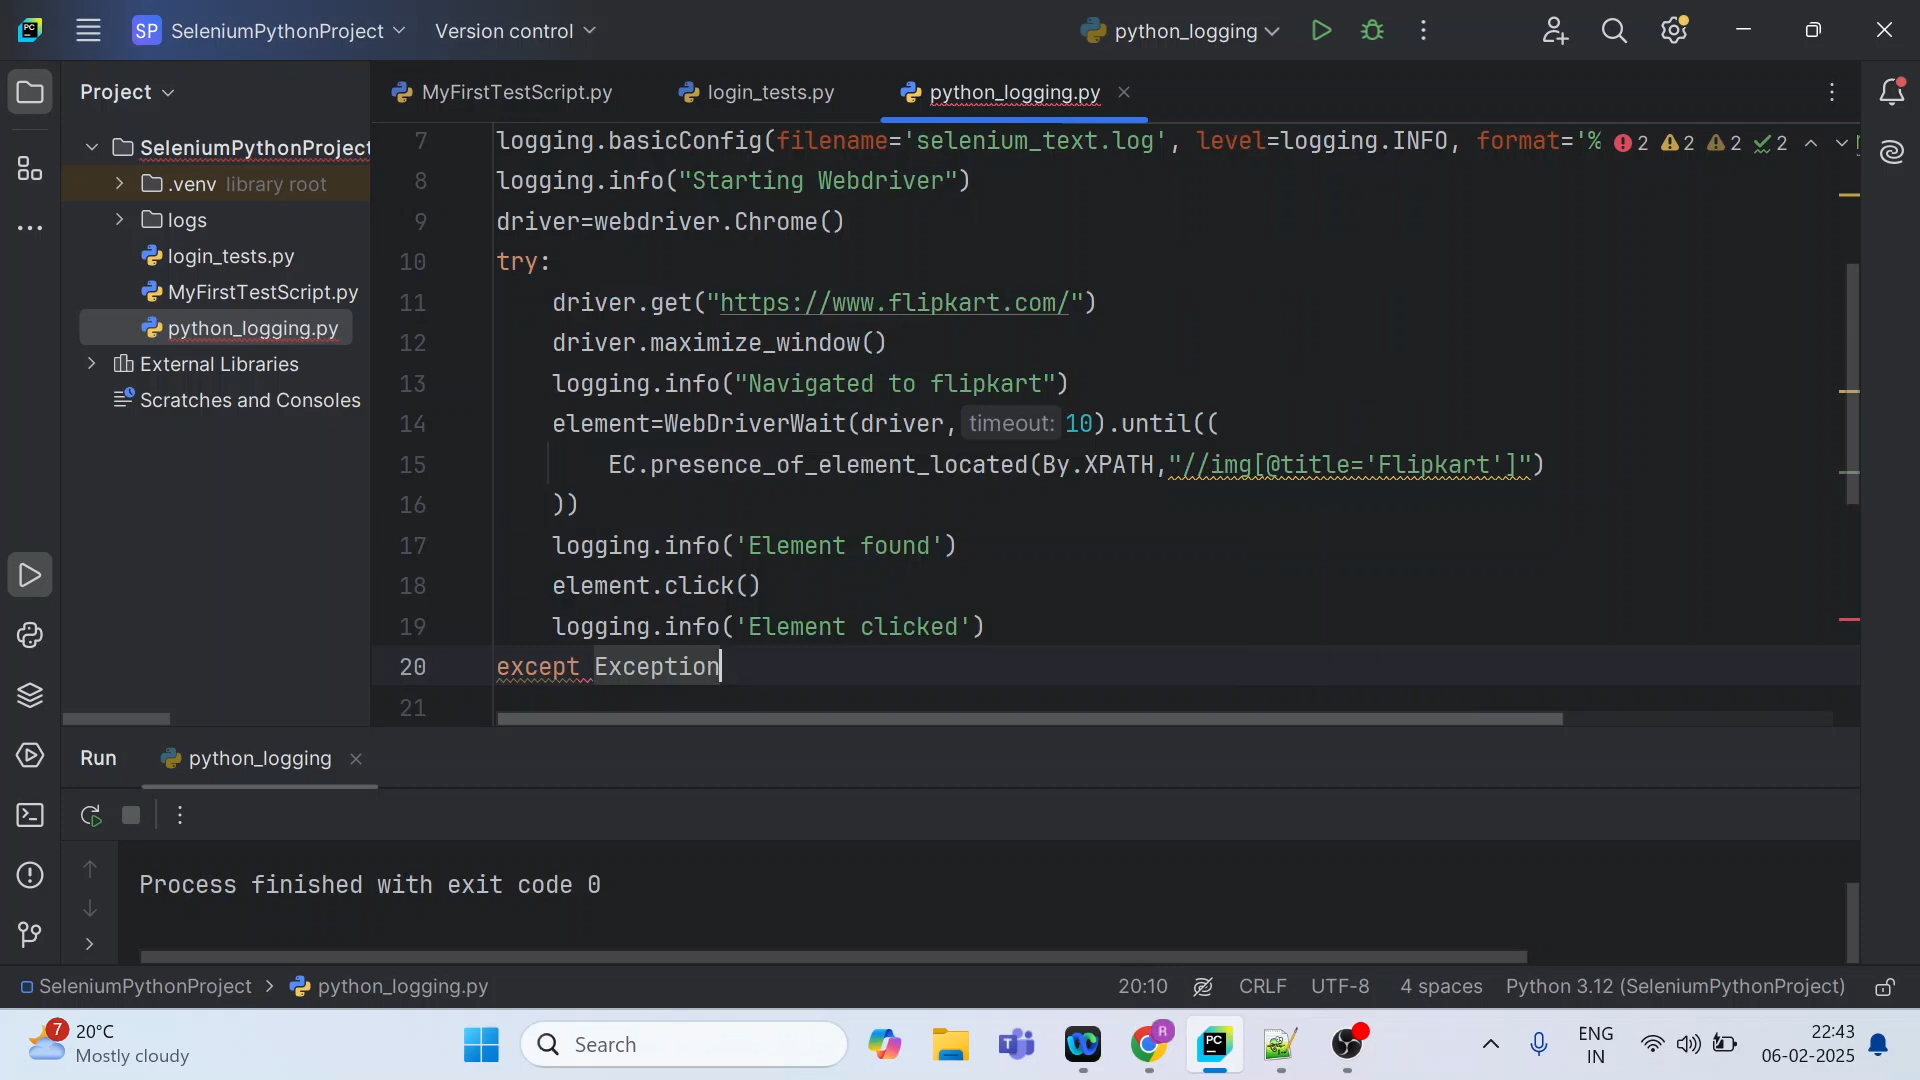 SP SeleniumPythonProject Version control python_logging
Project MyFirstTestScript.py login_tests.py python_logging.py
SeleniumPythonProject
.venv library root
logs
login_tests.py
MyFirstTestScript.py
python_logging.py
External Libraries
Scratches and Consoles
7 logging.basicConfig(filename='selenium_text.log', level=logging.INFO, format='% 2 2 2 2
8 logging.info("Starting Webdriver")
9 driver=webdriver.Chrome()
10 try:
11 driver.get("https://www.flipkart.com/")
12 driver.maximize_window()
13 logging.info("Navigated to flipkart")
14 element=WebDriverWait(driver, timeout: 10).until((
15 EC.presence_of_element_located(By.XPATH,"//img[@title='Flipkart']")
16 ))
17 logging.info('Element found')
18 element.click()
19 logging.info('Element clicked')
20 except Exception
21
Run python_logging
Process finished with exit code 0
SeleniumPythonProject > python_logging.py 20:10 CRLF UTF-8 4 spaces Python 3.12 (SeleniumPythonProject)
7 20°C
Mostly cloudy
Search
R
PC
ENG
IN
22:43
06-02-2025